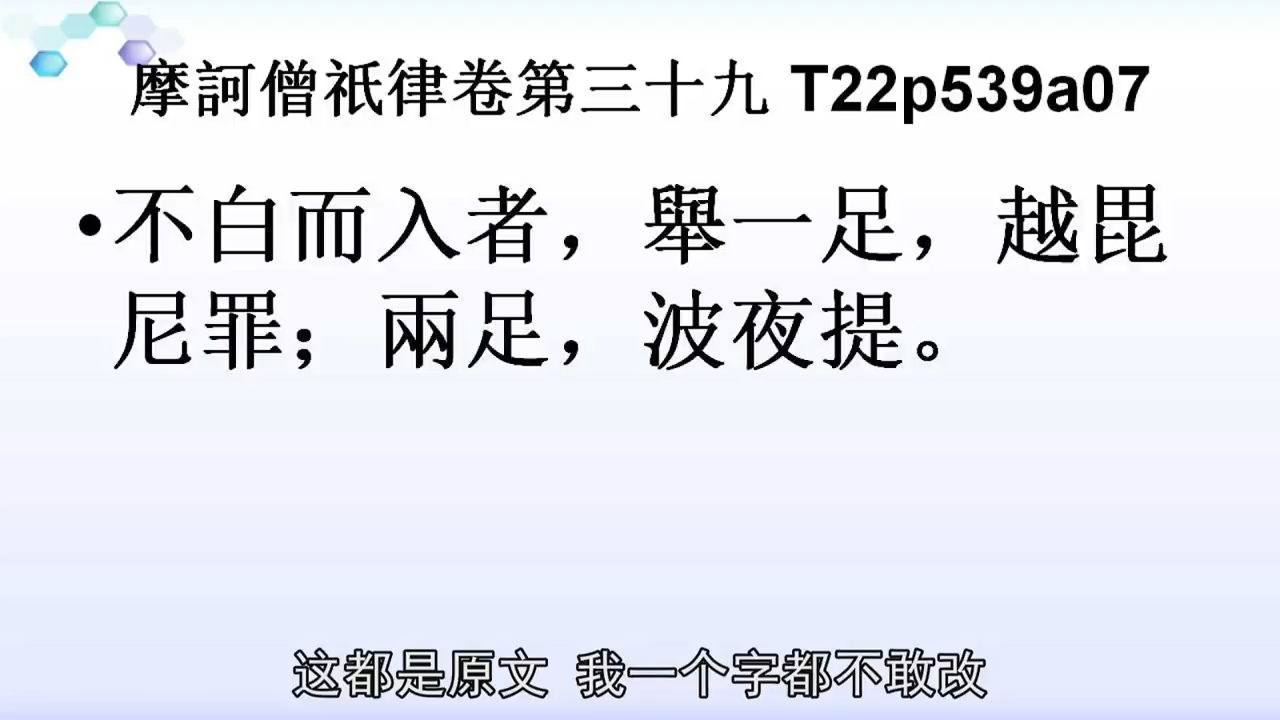 摩訶僧祇律卷第三十九 T22p539a07
•不白而入者，舉一足，越毘
尼罪；兩足，波夜提。
这都是原文 我一个字都不敢改